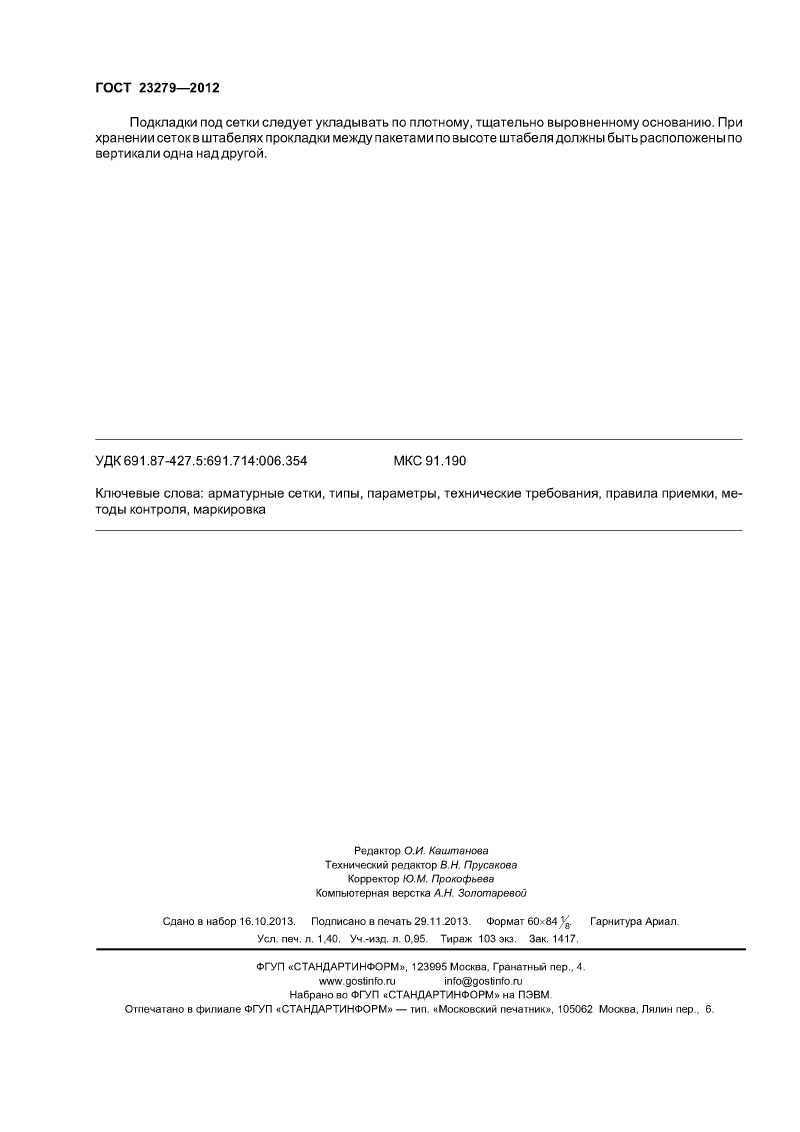 ГОСТ 23279—2012
Подкладки под сетки следует укладывать по плотному, тщательно выровненному основанию. При
хранении сеток в штабелях прокладки между пакетами по высоте штабеля должны быть расположены по
вертикали одна над другой.
УДК 691.87-427.5:691.714:006.354 МКС 91.190
Ключевые слова: арматурные сетки, типы, параметры, технические требования, правила приемки, ме-
тоды контроля, маркировка
Редактор О.И. Каштанова
Технический редактор В.Н. Прусакова
Корректор Ю.М. Прокофьева
Компьютерная верстка А.Н. Золотаревой
Сдано в набор 16.10.2013. Подписано в печать 29.11.2013. Формат 60×84 1/8. Гарнитура Ариал.
Усл. печ. л. 1,40. Уч.-изд. л. 0,95. Тираж 103 экз. Зак. 1417.
ФГУП «СТАНДАРТИНФОРМ», 123995 Москва, Гранатный пер., 4.
www.gostinfo.ru info@gostinfo.ru
Набрано во ФГУП «СТАНДАРТИНФОРМ» на ПЭВМ.
Отпечатано в филиале ФГУП «СТАНДАРТИНФОРМ» — тип. «Московский печатник», 105062 Москва, Лялин пер., 6.